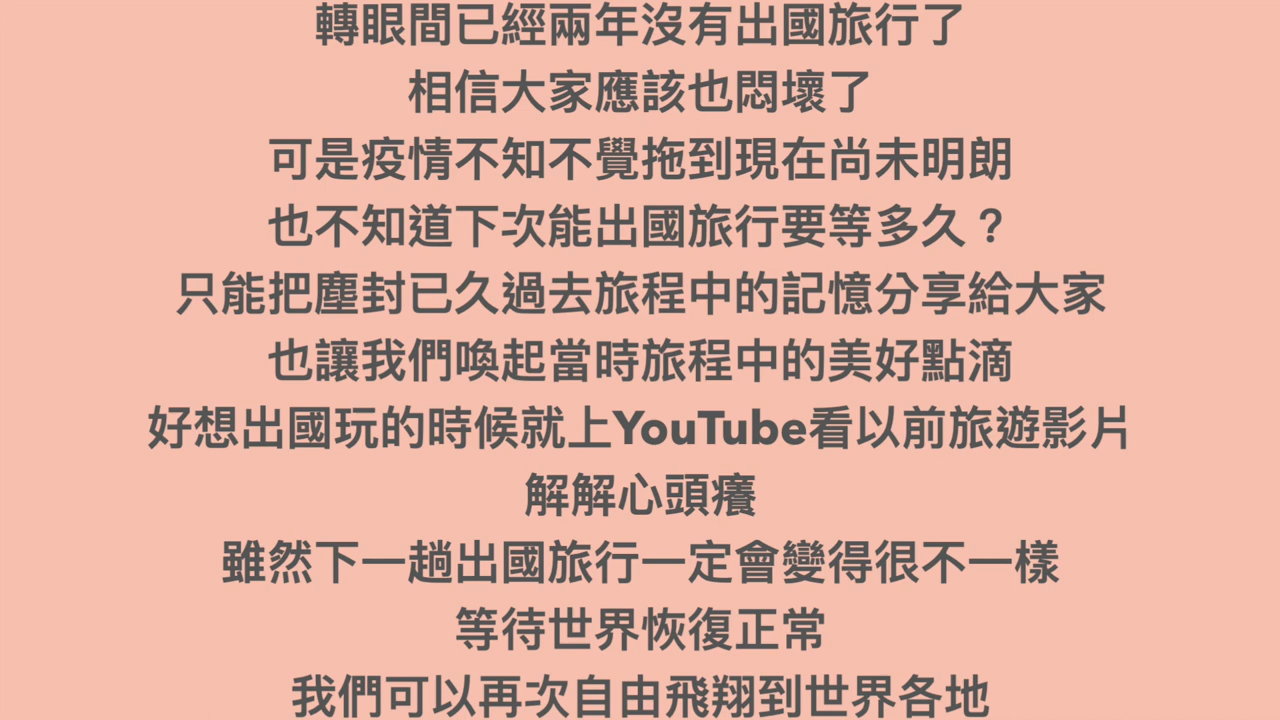 轉眼間已經兩年沒有出國旅行了
相信大家應該也悶壞了
可是疫情不知不覺拖到現在尚未明朗
也不知道下次能出國旅行要等多久？
只能把塵封已久過去旅程中的記憶分享給大家
也讓我們喚起當時旅程中的美好點滴
好想出國玩的時候就上YouTube看以前旅遊影片
解解心頭癢
雖然下一趟出國旅行一定會變得很不一樣
等待世界恢復正常
我們可以再次自由飛翔到世界各地